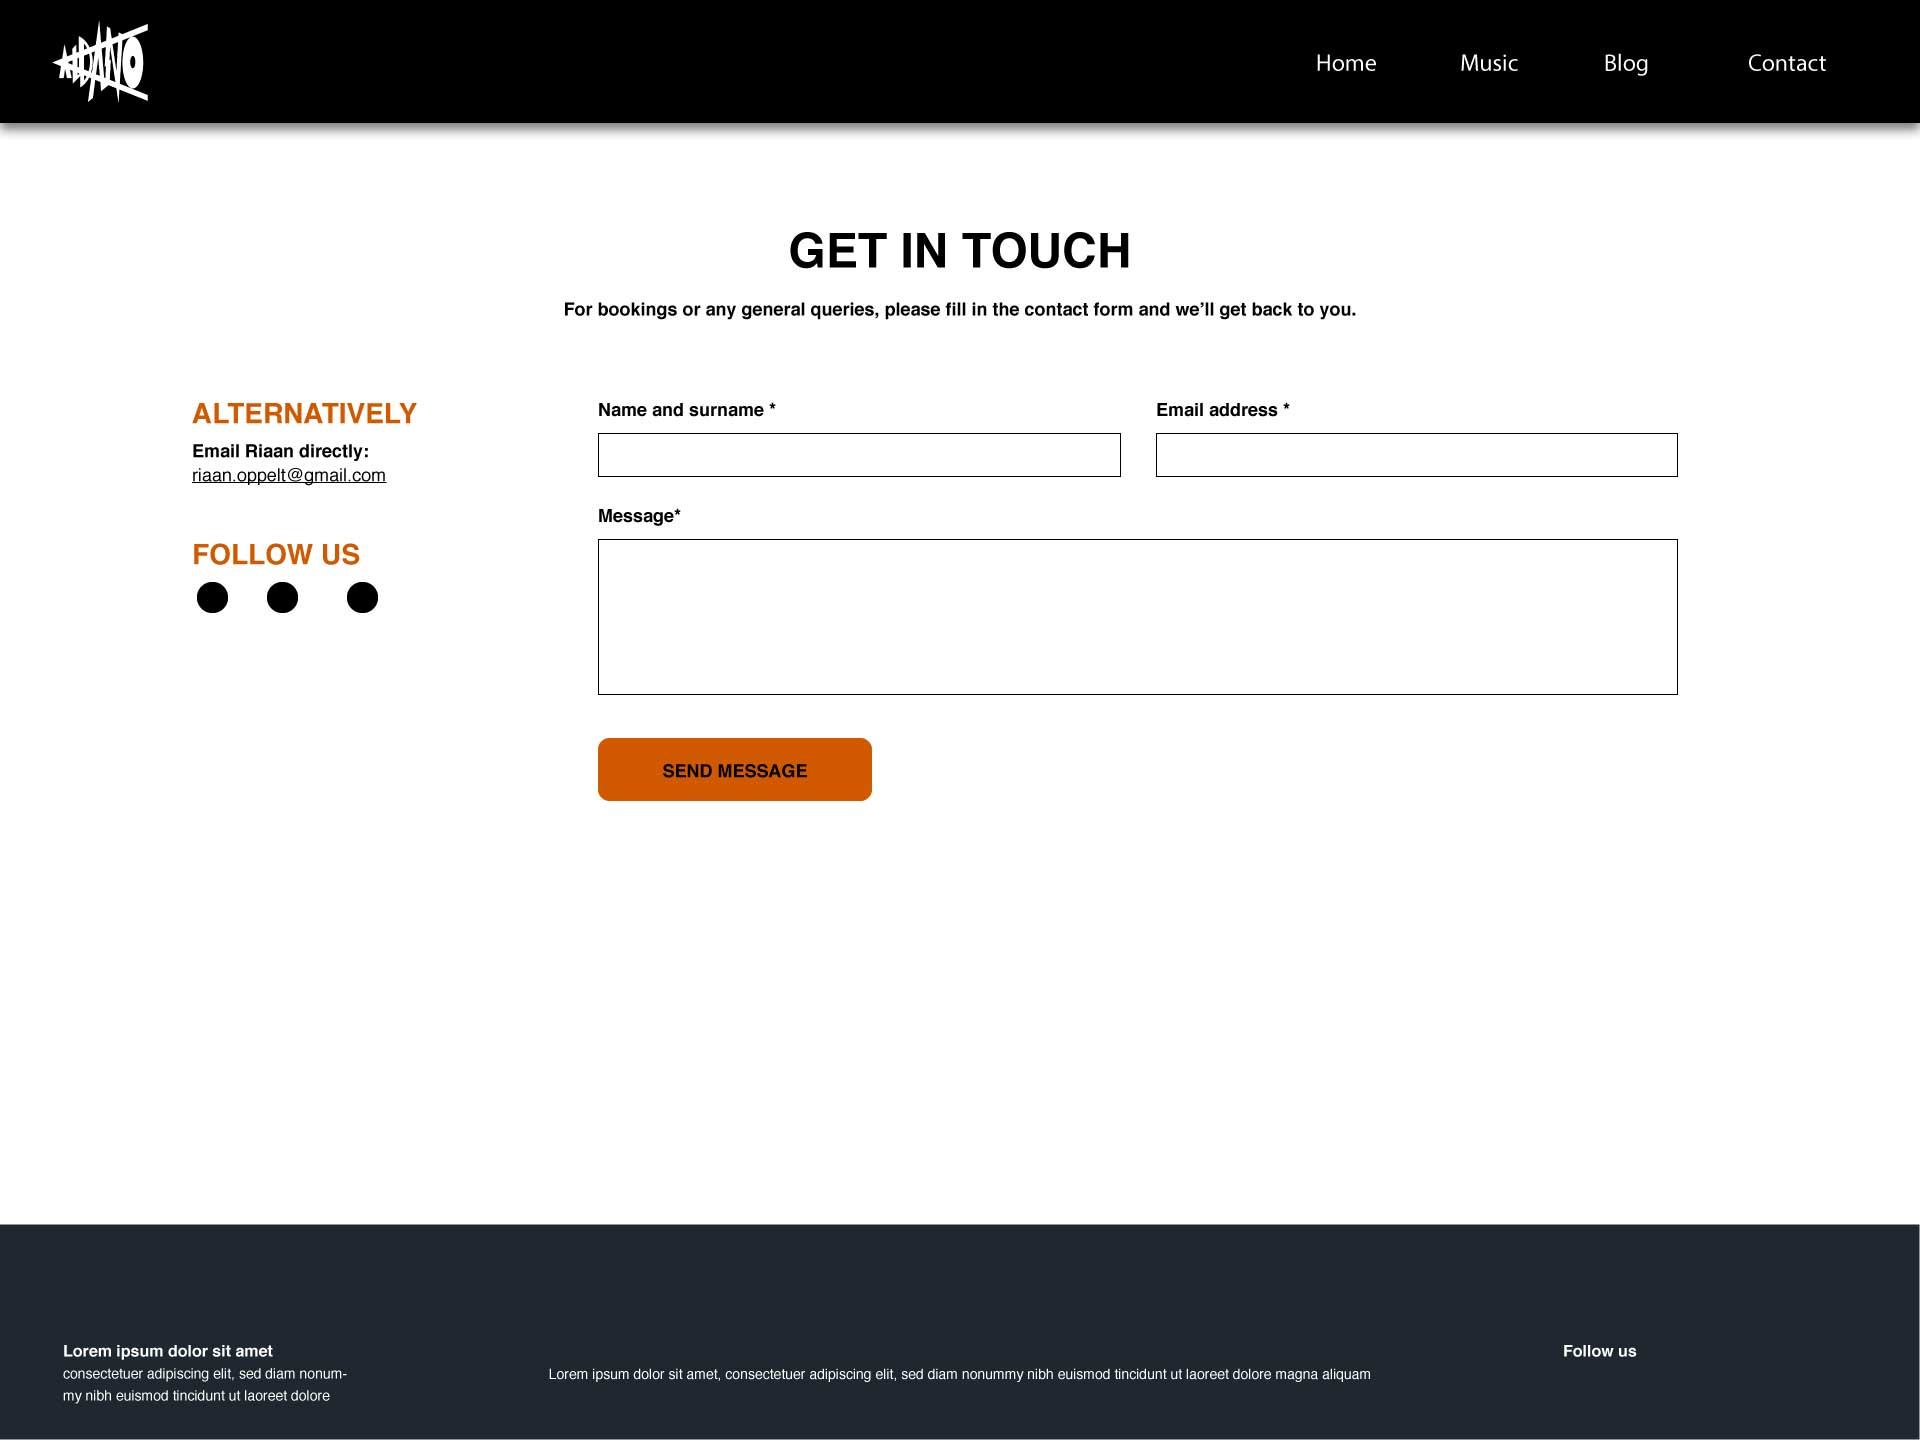 AIDANO
Home Music Blog Contact
GET IN TOUCH
For bookings or any general queries, please fill in the contact form and we’ll get back to you.
ALTERNATIVELY
Email Riaan directly:
riaan.oppelt@gmail.com
FOLLOW US
Name and surname *
Email address *
Message*
SEND MESSAGE
Lorem ipsum dolor sit amet
consectetuer adipiscing elit, sed diam nonum-
my nibh euismod tincidunt ut laoreet dolore
Lorem ipsum dolor sit amet, consectetuer adipiscing elit, sed diam nonummy nibh euismod tincidunt ut laoreet dolore magna aliquam
Follow us